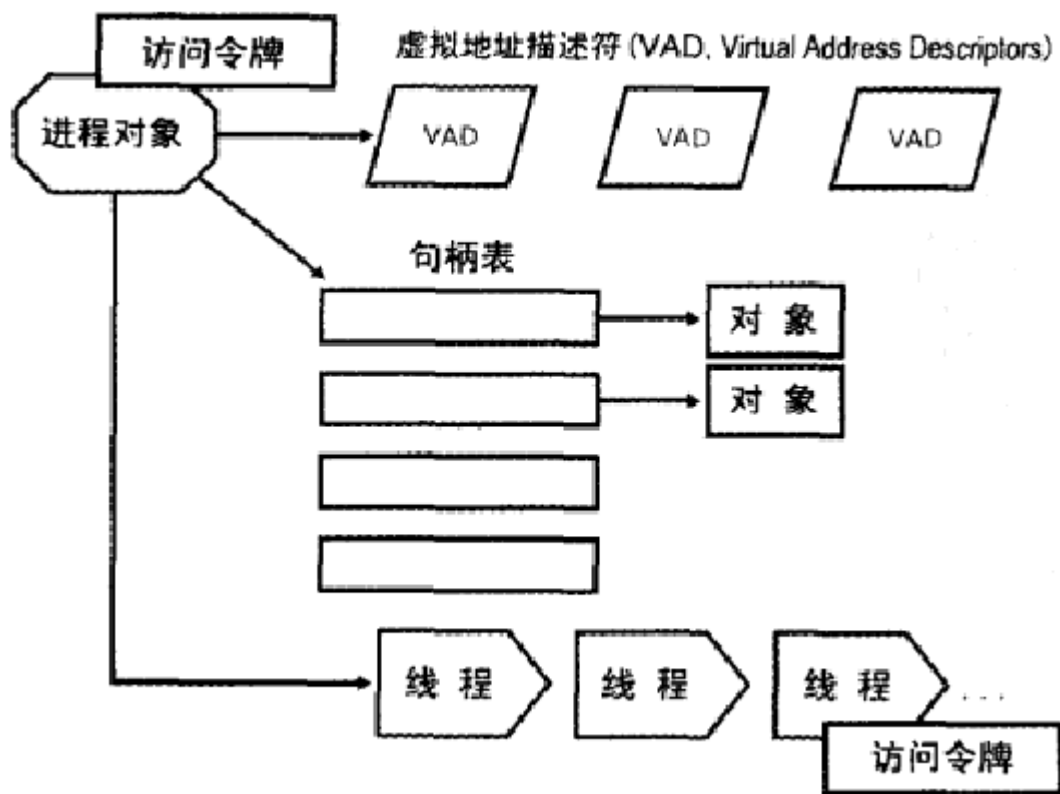 访问令牌
虚拟地址描述符(VAD, Virtual Address Descriptors)
进程对象
VAD
VAD
VAD
句柄表
对 象
对 象
线 程
线 程
线 程
...
访问令牌